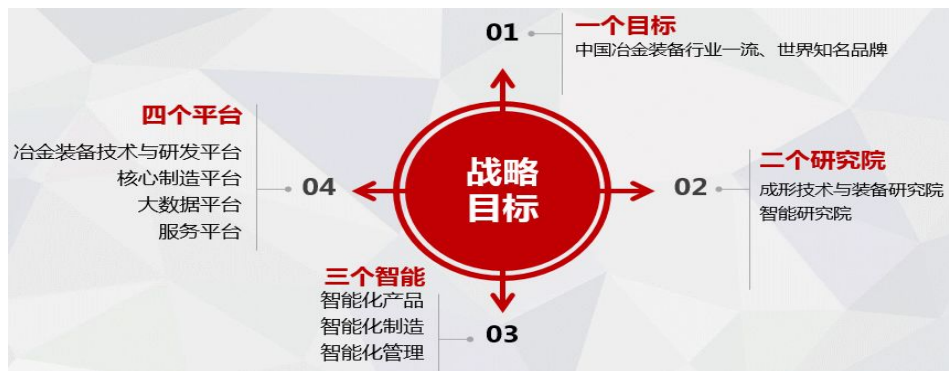 战略
目标
01
一个目标
中国冶金装备行业一流、世界知名品牌
02
二个研究院
成形技术与装备研究院
智能研究院
03
三个智能
智能化产品
智能化制造
智能化管理
04
四个平台
冶金装备技术与研发平台
核心制造平台
大数据平台
服务平台